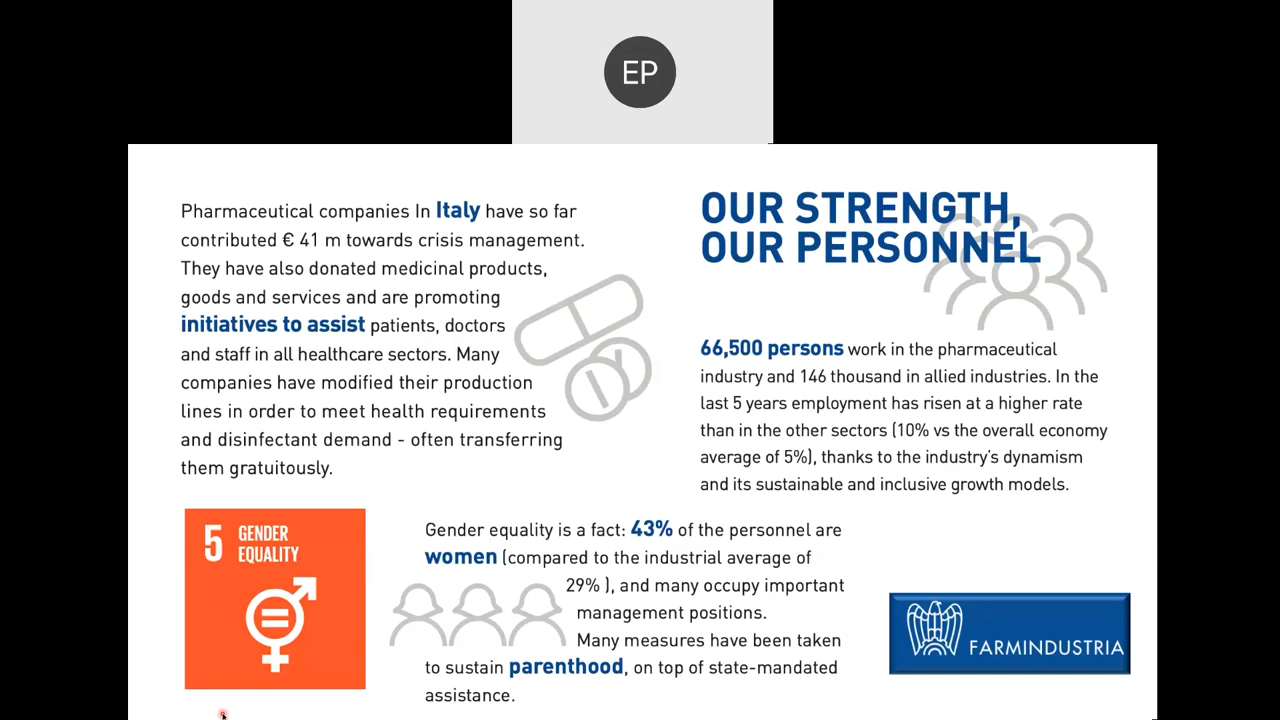 EP
Pharmaceutical companies In Italy have so far
contributed € 41 m towards crisis management.
They have also donated medicinal products,
goods and services and are promoting
initiatives to assist patients, doctors
and staff in all healthcare sectors. Many
companies have modified their production
lines in order to meet health requirements
and disinfectant demand - often transferring
them gratuitously.
OUR STRENGTH,
OUR PERSONNEL
66,500 persons work in the pharmaceutical
industry and 146 thousand in allied industries. In the
last 5 years employment has risen at a higher rate
than in the other sectors (10% vs the overall economy
average of 5%), thanks to the industry's dynamism
and its sustainable and inclusive growth models.
5 GENDER
EQUALITY
Gender equality is a fact: 43% of the personnel are
women (compared to the industrial average of
29% ), and many occupy important
management positions.
Many measures have been taken
to sustain parenthood, on top of state-mandated
assistance.
FARMINDUSTRIA